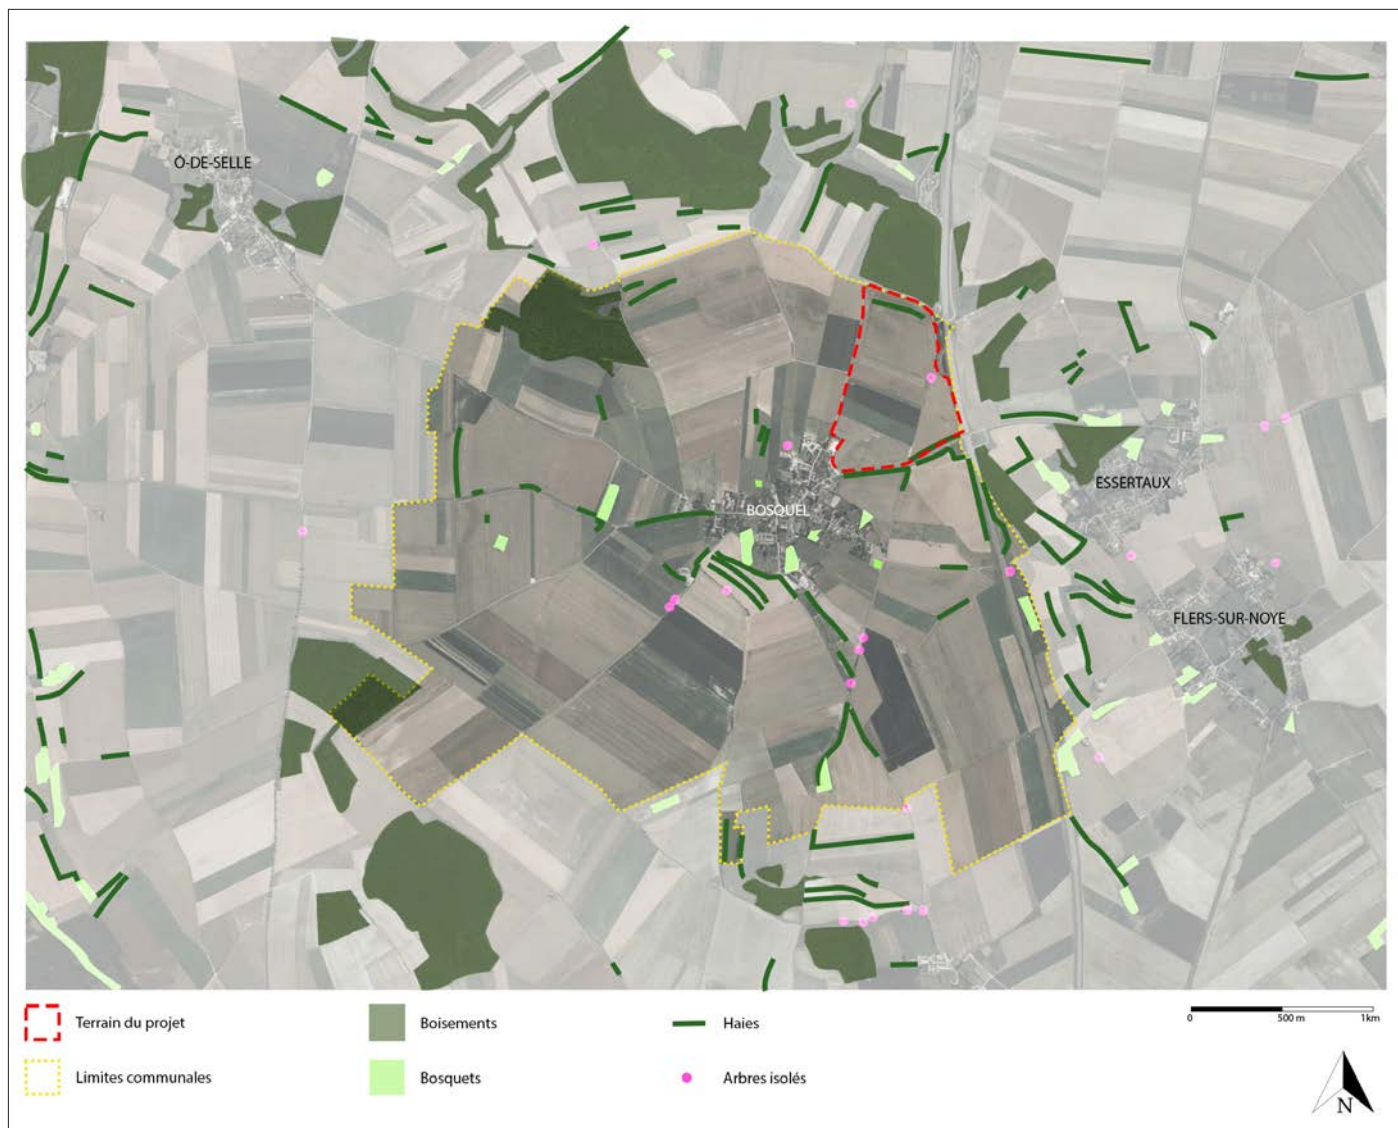 Ô-DE-SELLE
ESSERTAUX
BOSQUEL
FLERS-SUR-NOYE
Terrain du projet
Boisements
Haies
0 500 m 1km
Limites communales
Bosquets
Arbres isolés
N